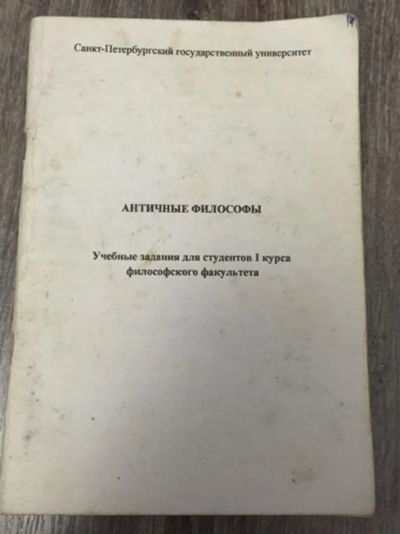 Санкт-Петербургский государственный университет
АНТИЧНЫЕ ФИЛОСОФЫ
Учебные задания для студентов I курса
философского факультета